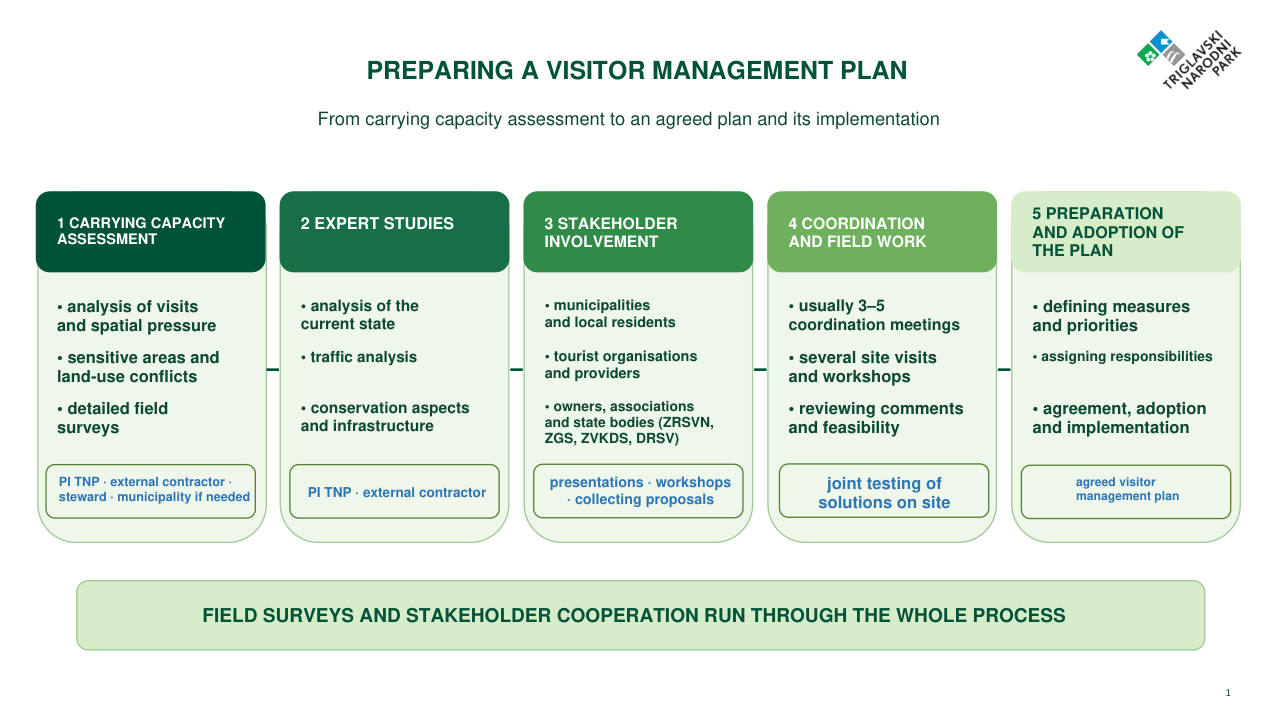 TRIGLAVSKI
NARODNI
PARK
PREPARING A VISITOR MANAGEMENT PLAN
From carrying capacity assessment to an agreed plan and its implementation
1 CARRYING CAPACITY
ASSESSMENT
• analysis of visits
and spatial pressure
• sensitive areas and
land-use conflicts
• detailed field
surveys
PI TNP · external contractor ·
steward · municipality if needed
2 EXPERT STUDIES
• analysis of the
current state
• traffic analysis
• conservation aspects
and infrastructure
PI TNP · external contractor
3 STAKEHOLDER
INVOLVEMENT
• municipalities
and local residents
• tourist organisations
and providers
• owners, associations
and state bodies (ZRSVN,
ZGS, ZVKDS, DRSV)
presentations · workshops
· collecting proposals
4 COORDINATION
AND FIELD WORK
• usually 3–5
coordination meetings
• several site visits
and workshops
• reviewing comments
and feasibility
joint testing of
solutions on site
5 PREPARATION
AND ADOPTION OF
THE PLAN
• defining measures
and priorities
• assigning responsibilities
• agreement, adoption
and implementation
agreed visitor
management plan
FIELD SURVEYS AND STAKEHOLDER COOPERATION RUN THROUGH THE WHOLE PROCESS
1